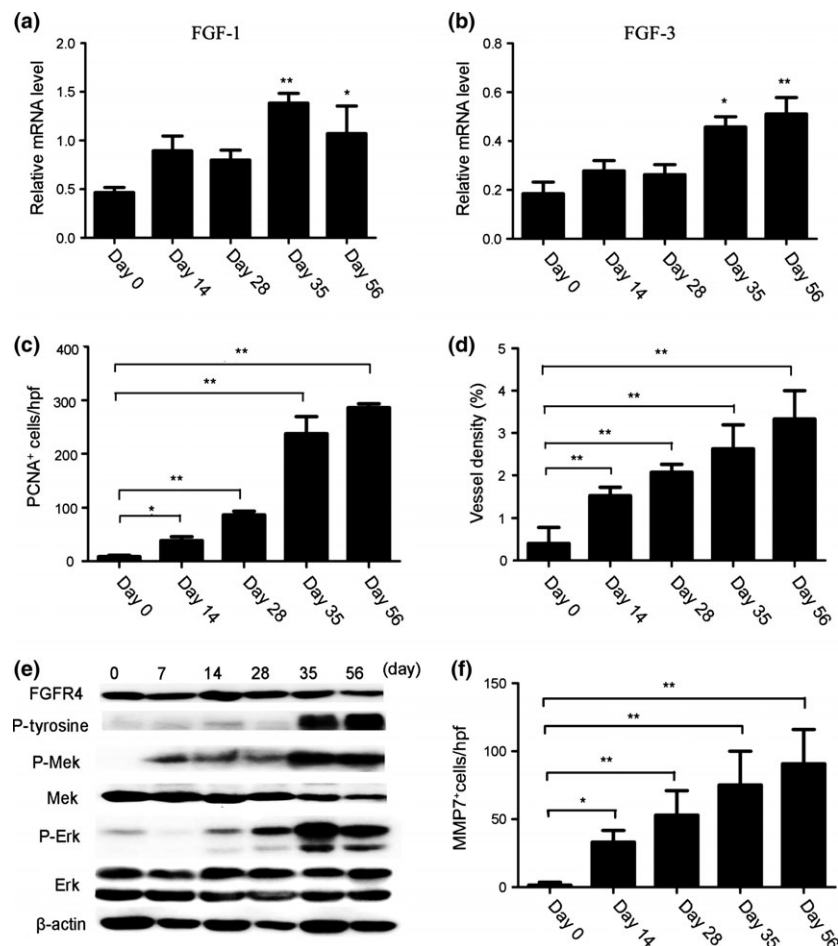 (a)
FGF-1
Relative mRNA level
2.0
1.5
1.0
0.5
0.0
**
*
Day 0
Day 14
Day 28
Day 35
Day 56
(b)
FGF-3
Relative mRNA level
0.8
0.6
0.4
0.2
0.0
*
**
Day 0
Day 14
Day 28
Day 35
Day 56
(c)
PCNA⁺ cells/hpf
400
300
200
100
0
**
**
**
*
Day 0
Day 14
Day 28
Day 35
Day 56
(d)
Vessel density (%)
5
4
3
2
1
0
**
**
**
**
Day 0
Day 14
Day 28
Day 35
Day 56
(e)
0 7 14 28 35 56 (day)
FGFR4
P-tyrosine
P-Mek
Mek
P-Erk
Erk
β-actin
(f)
MMP7⁺cells/hpf
150
100
50
0
**
**
**
*
Day 0
Day 14
Day 28
Day 35
Day 56